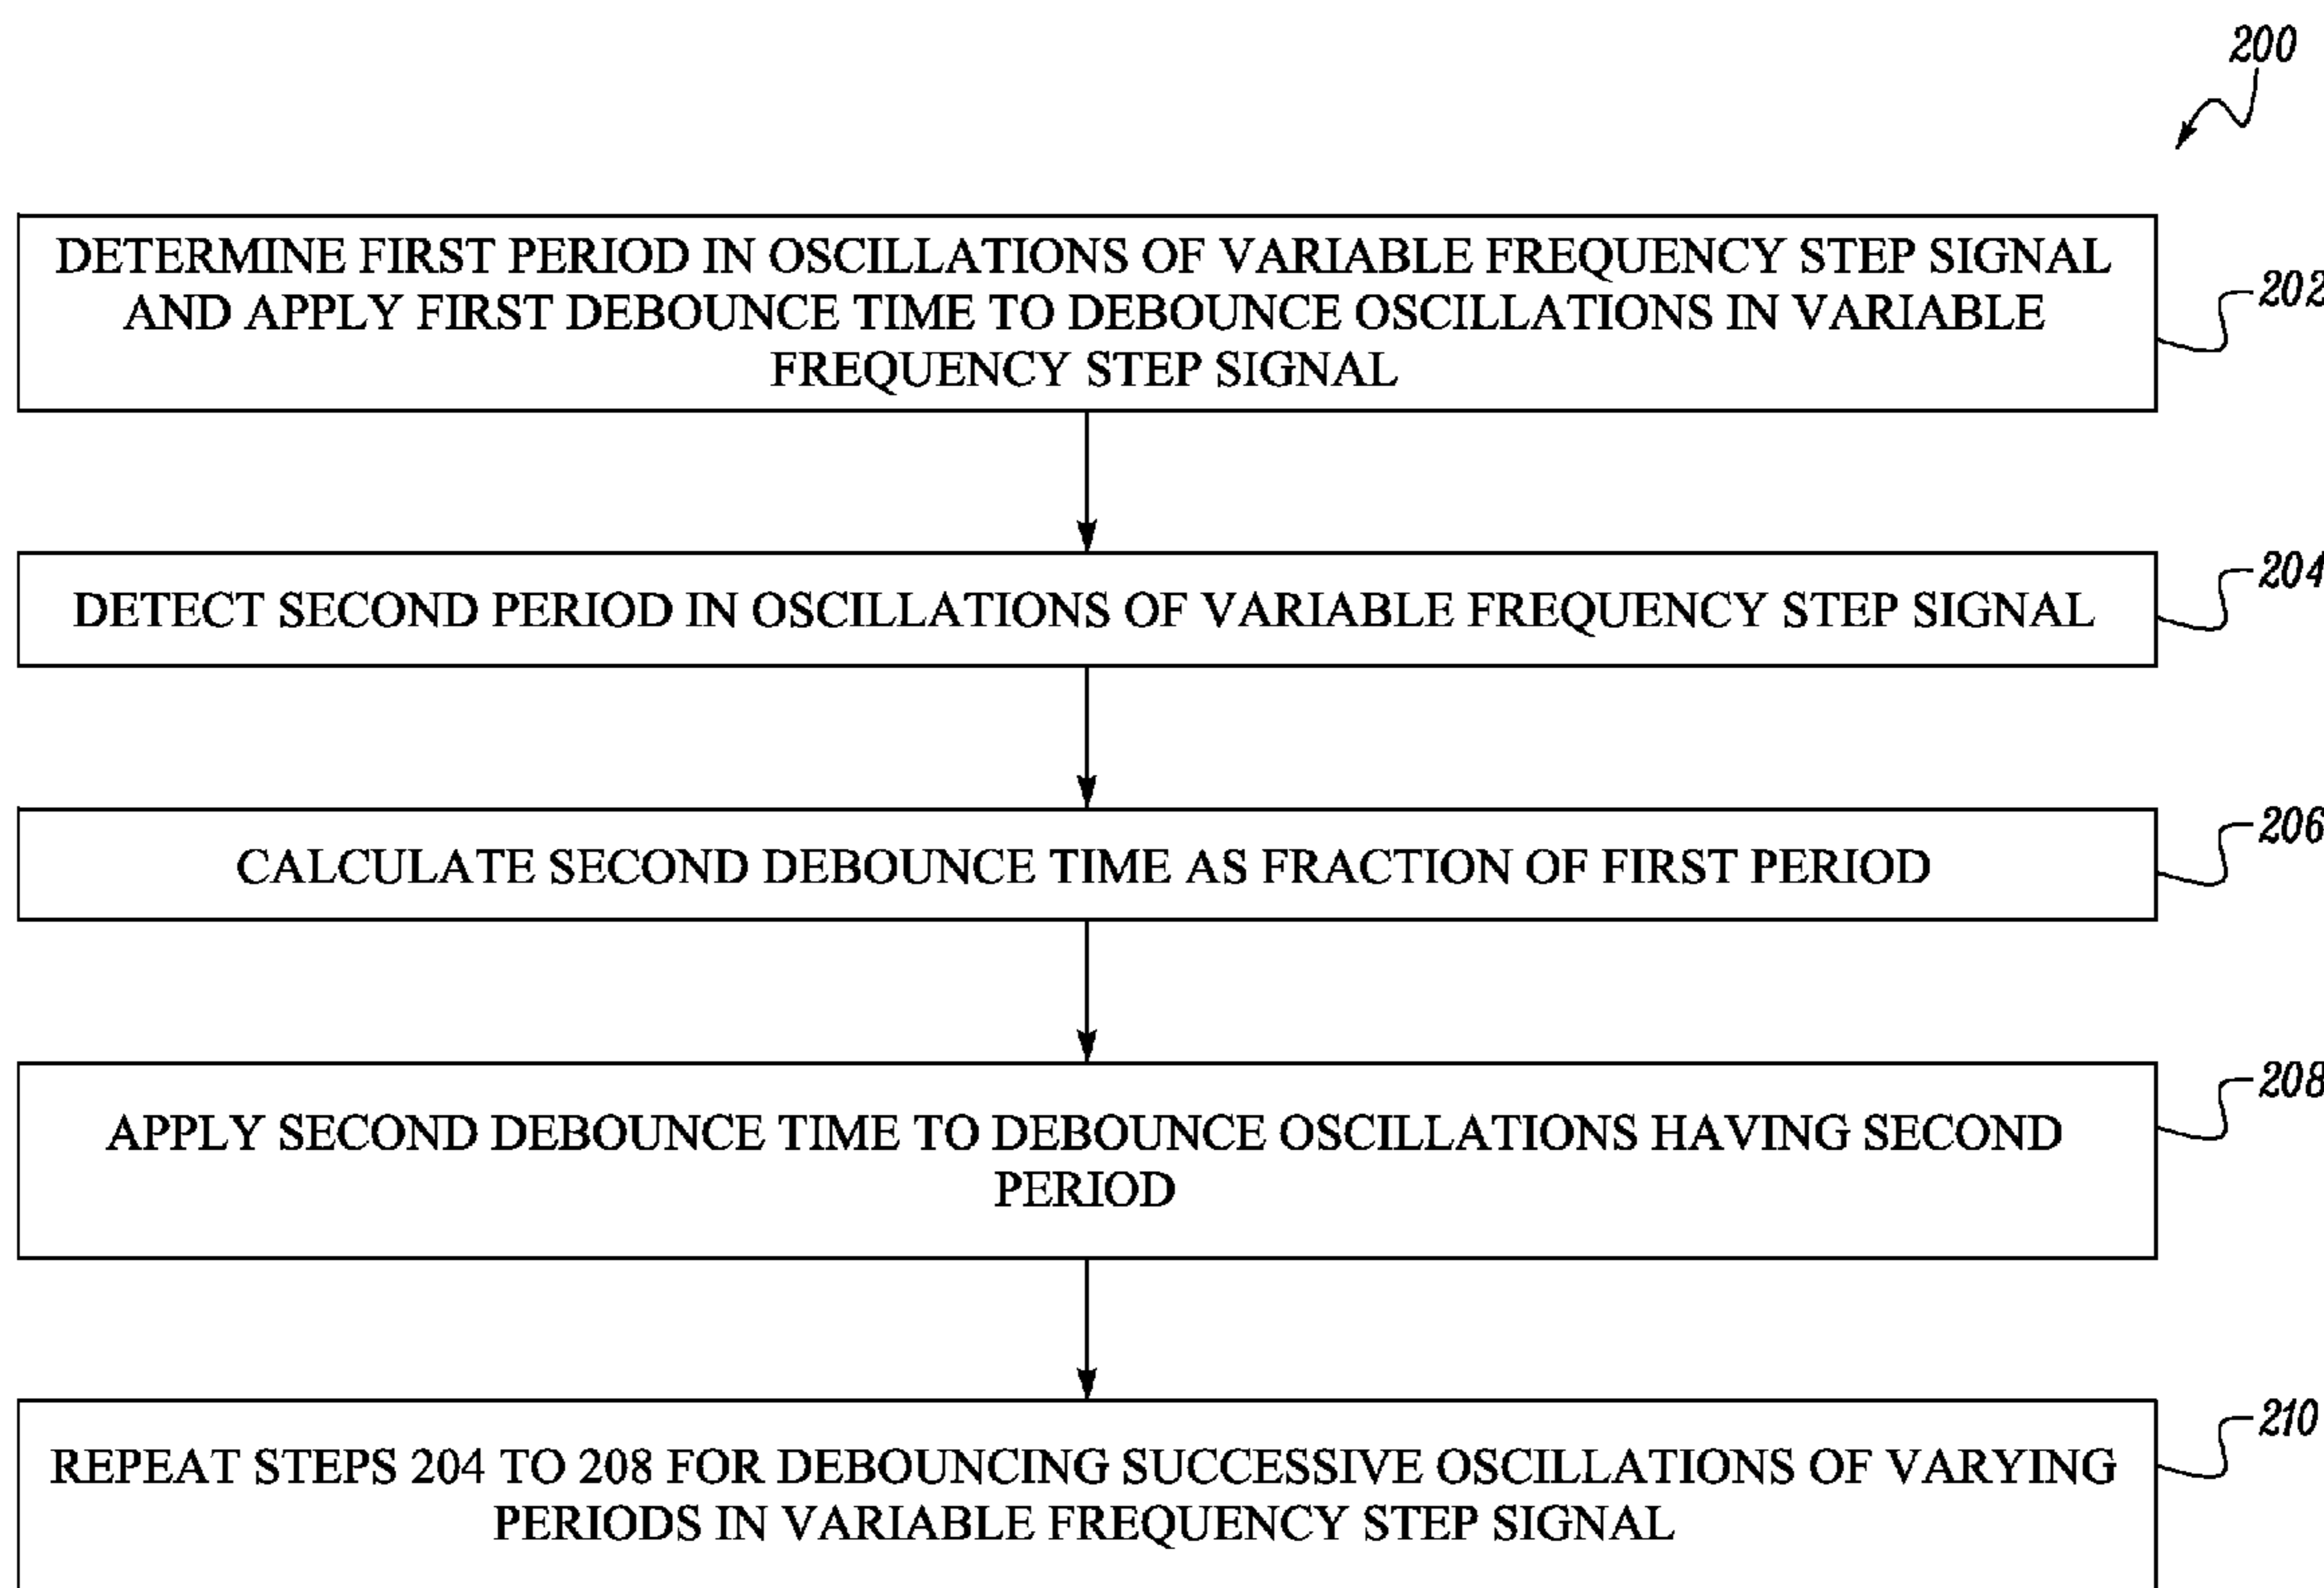 200
DETERMINE FIRST PERIOD IN OSCILLATIONS OF VARIABLE FREQUENCY STEP SIGNAL
AND APPLY FIRST DEBOUNCE TIME TO DEBOUNCE OSCILLATIONS IN VARIABLE
FREQUENCY STEP SIGNAL
202
DETECT SECOND PERIOD IN OSCILLATIONS OF VARIABLE FREQUENCY STEP SIGNAL
204
CALCULATE SECOND DEBOUNCE TIME AS FRACTION OF FIRST PERIOD
206
APPLY SECOND DEBOUNCE TIME TO DEBOUNCE OSCILLATIONS HAVING SECOND
PERIOD
208
REPEAT STEPS 204 TO 208 FOR DEBOUNCING SUCCESSIVE OSCILLATIONS OF VARYING
PERIODS IN VARIABLE FREQUENCY STEP SIGNAL
210